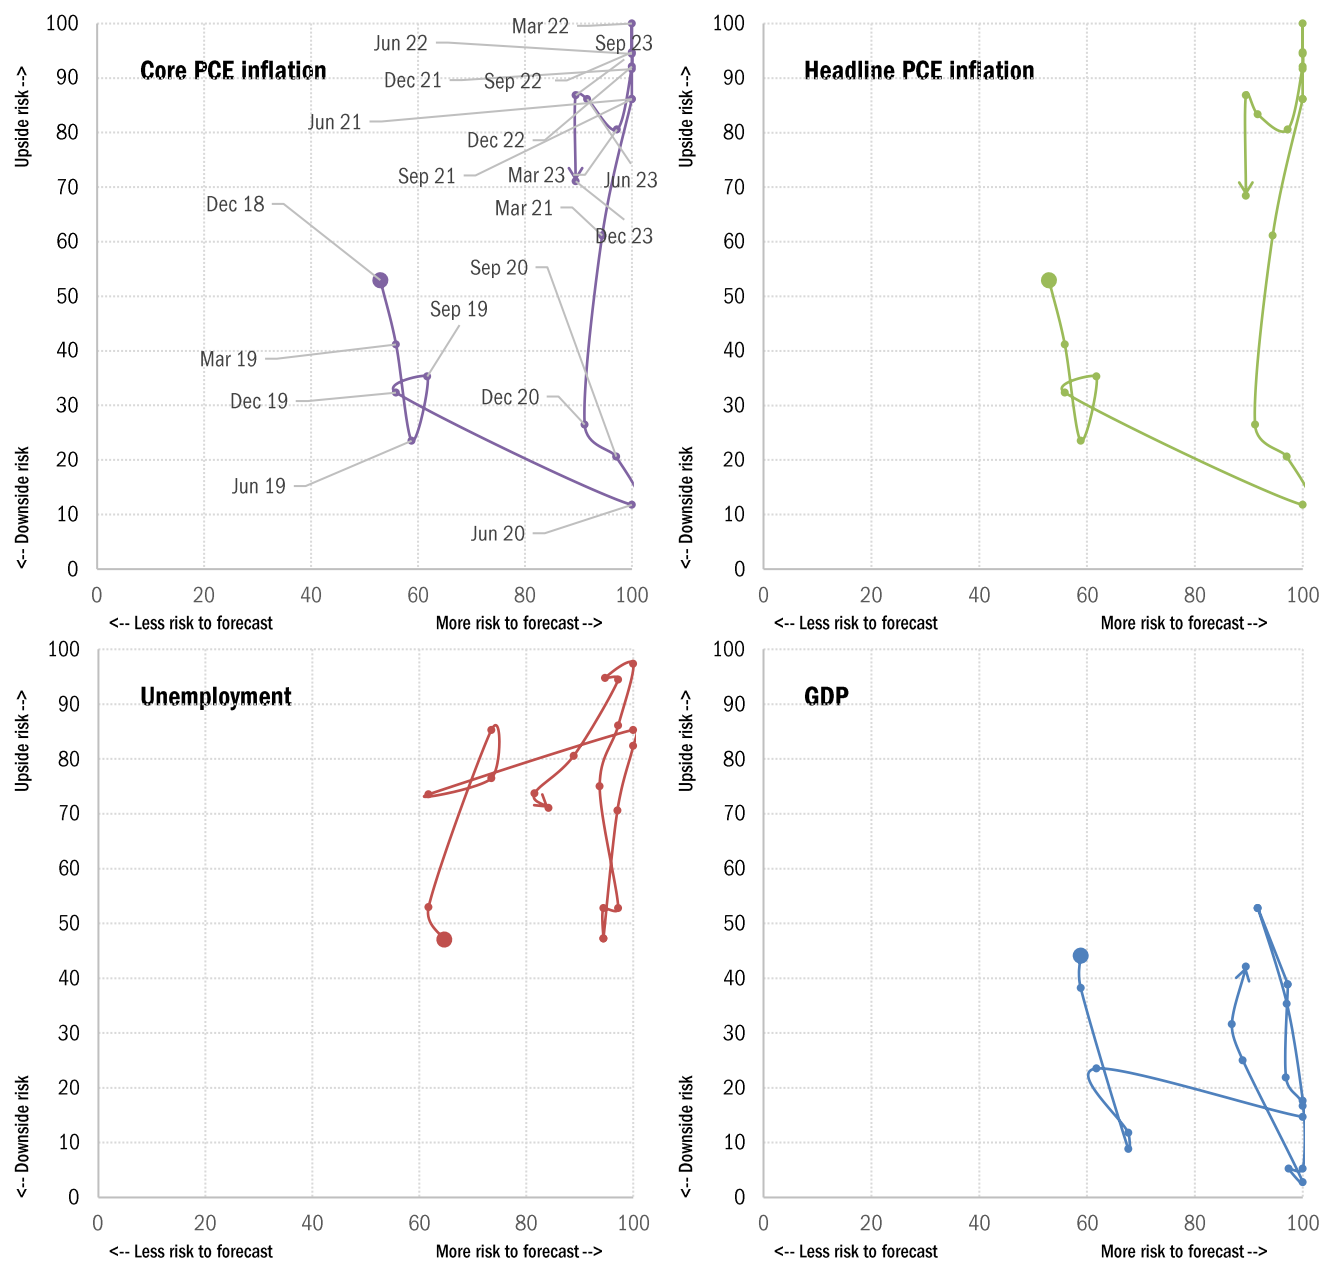 Core PCE inflation
Upside risk -->
<-- Downside risk
100
90
80
70
60
50
40
30
20
10
0
Mar 22
Sep 23
Jun 22
Dec 21
Sep 22
Jun 21
Dec 22
Sep 21
Mar 23
Jun 23
Dec 18
Mar 21
Dec 23
Sep 20
Sep 19
Mar 19
Dec 19
Dec 20
Jun 19
Jun 20
0 20 40 60 80 100
<-- Less risk to forecast More risk to forecast -->
Headline PCE inflation
Upside risk -->
<-- Downside risk
100
90
80
70
60
50
40
30
20
10
0
0 20 40 60 80 100
<-- Less risk to forecast More risk to forecast -->
Unemployment
Upside risk -->
<-- Downside risk
100
90
80
70
60
50
40
30
20
10
0
0 20 40 60 80 100
<-- Less risk to forecast More risk to forecast -->
GDP
Upside risk -->
<-- Downside risk
100
90
80
70
60
50
40
30
20
10
0
0 20 40 60 80 100
<-- Less risk to forecast More risk to forecast -->